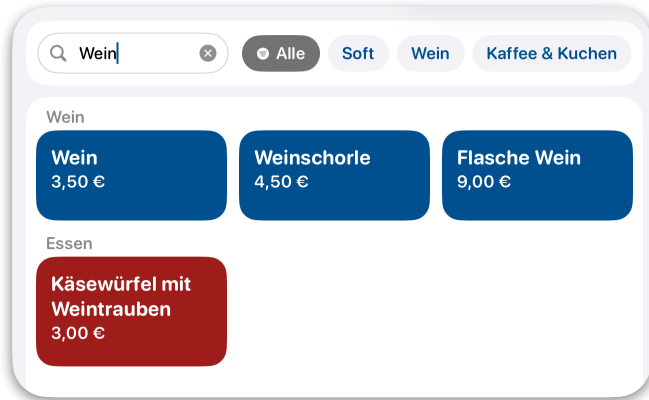 Wein
Alle
Soft
Wein
Kaffee & Kuchen
Wein
Wein
3,50 €
Weinschorle
4,50 €
Flasche Wein
9,00 €
Essen
Käsewürfel mit
Weintrauben
3,00 €